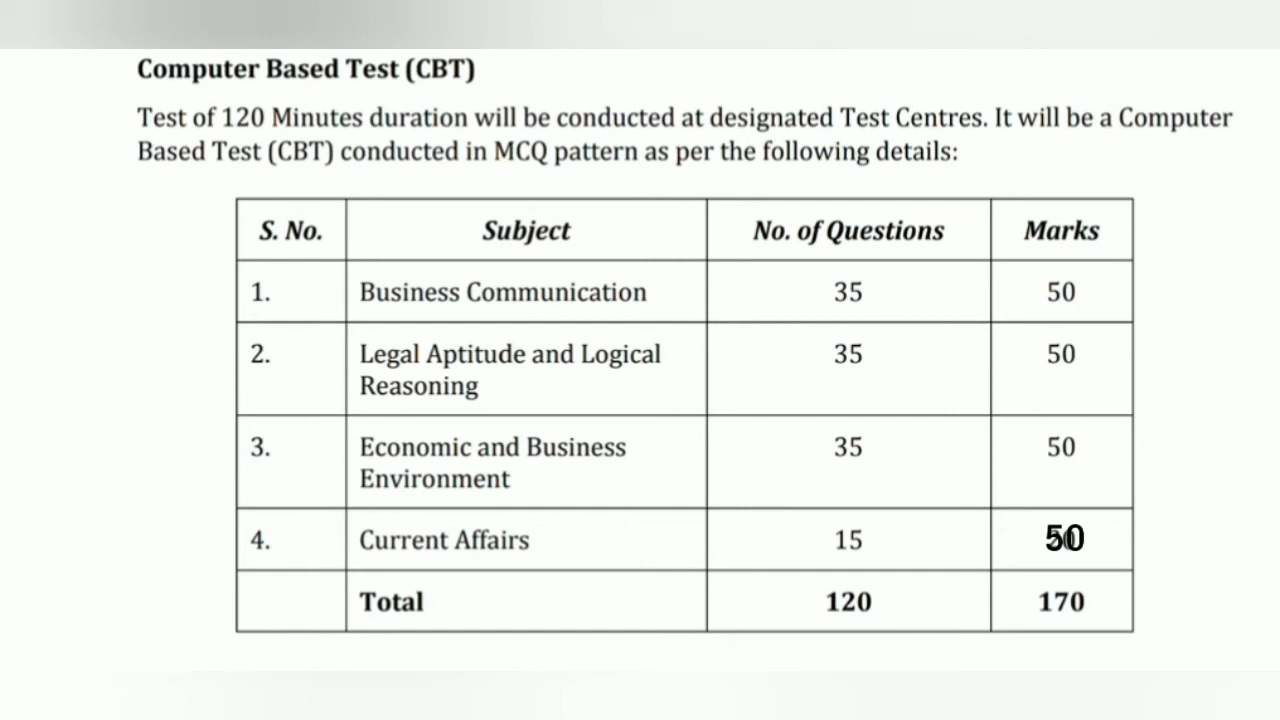 Computer Based Test (CBT)
Test of 120 Minutes duration will be conducted at designated Test Centres. It will be a Computer
Based Test (CBT) conducted in MCQ pattern as per the following details:
S. No. Subject No. of Questions Marks
1. Business Communication 35 50
2. Legal Aptitude and Logical 35 50
Reasoning
3. Economic and Business 35 50
Environment
4. Current Affairs 15 50
Total 120 170